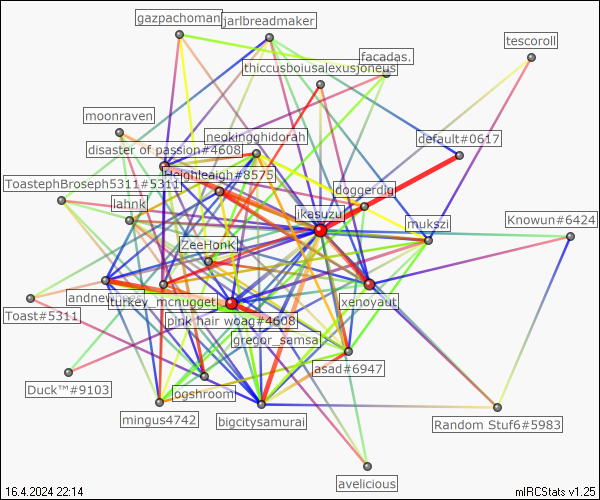 gazpachoman
jarlbreadmaker
tescoroll
facadas.
thiccusboiusalexusjoneus
moonraven
default#0617
neokingghidorah
disaster of passion#4608
Heighleaigh#8575
ToastephBroseph5311#5311
doggerdig
lahnk
jkasuzu
mukszi
Knowun#6424
ZeeHonK
andnew
turkey_mcnugget
xenoyaut
Toast#5311
pink hair woag#4608
gregor_samsa
asad#6947
Duck™#9103
ogshroom
mingus4742
bigcitysamurai
Random Stuf6#5983
avelicious
16.4.2024 22:14
mIRCStats v1.25